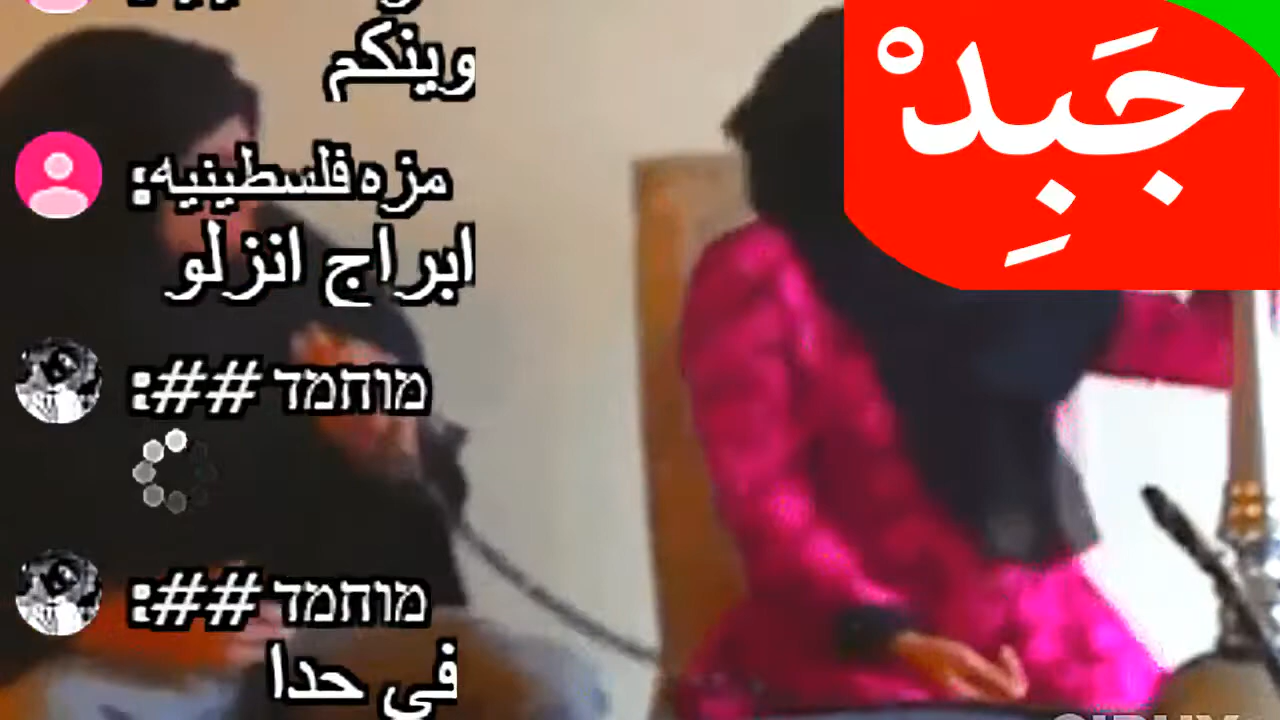 جَبِدْ
وينكم
مزه فلسطينيه:
ابراج انزلو
מוחמד ##:
מוחמד ##:
في حدا